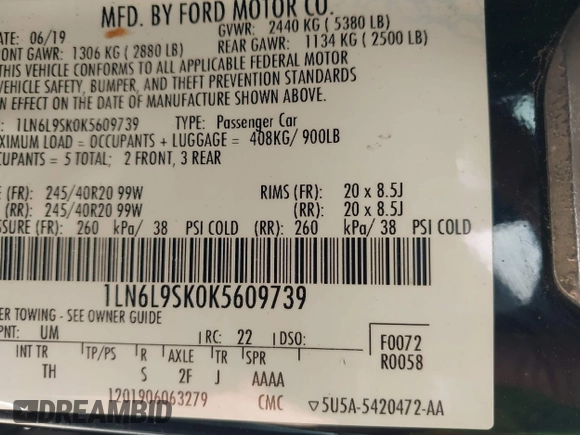 MFD. BY FORD MOTOR CO.
DATE: 06/19 GVWR: 2440 KG ( 5380 LB)
FRONT GAWR: 1306 KG ( 2880 LB) REAR GAWR: 1134 KG ( 2500 LB)
THIS VEHICLE CONFORMS TO ALL APPLICABLE FEDERAL MOTOR
VEHICLE SAFETY, BUMPER, AND THEFT PREVENTION STANDARDS
IN EFFECT ON THE DATE OF MANUFACTURE SHOWN ABOVE.
1LN6L9SK0K5609739 TYPE: Passenger Car
XIMUM LOAD = OCCUPANTS + LUGGAGE = 408KG/ 900LB
CUPANTS = 5 TOTAL; 2 FRONT, 3 REAR
E (FR): 245/40R20 99W RIMS (FR): 20 x 8.5J
(RR): 245/40R20 99W (RR): 20 x 8.5J
SSURE (FR): 260 kPa/ 38 PSI COLD (RR): 260 kPa/ 38 PSI COLD
1LN6L9SK0K5609739
ER TOWING - SEE OWNER GUIDE
PNT: UM RC: 22 DSO: F0072
R0058
INT TR TP/PS R AXLE TR SPR
TH S 2F J AAAA
1201906063279 CMC ▽5U5A-5420472-AA
RideSafely